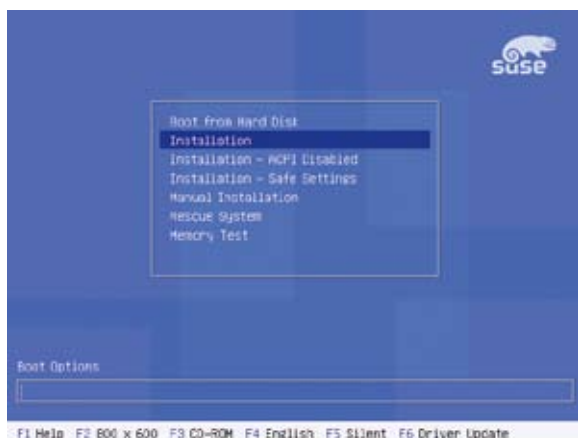 SUSE
Boot from Hard Disk
Installation
Installation - ACPI Disabled
Installation - Safe Settings
Manual Installation
Rescue System
Memory Test
Boot Options
F1 Help F2 800 x 600 F3 CD-ROM F4 English F5 Silent F6 Driver Update